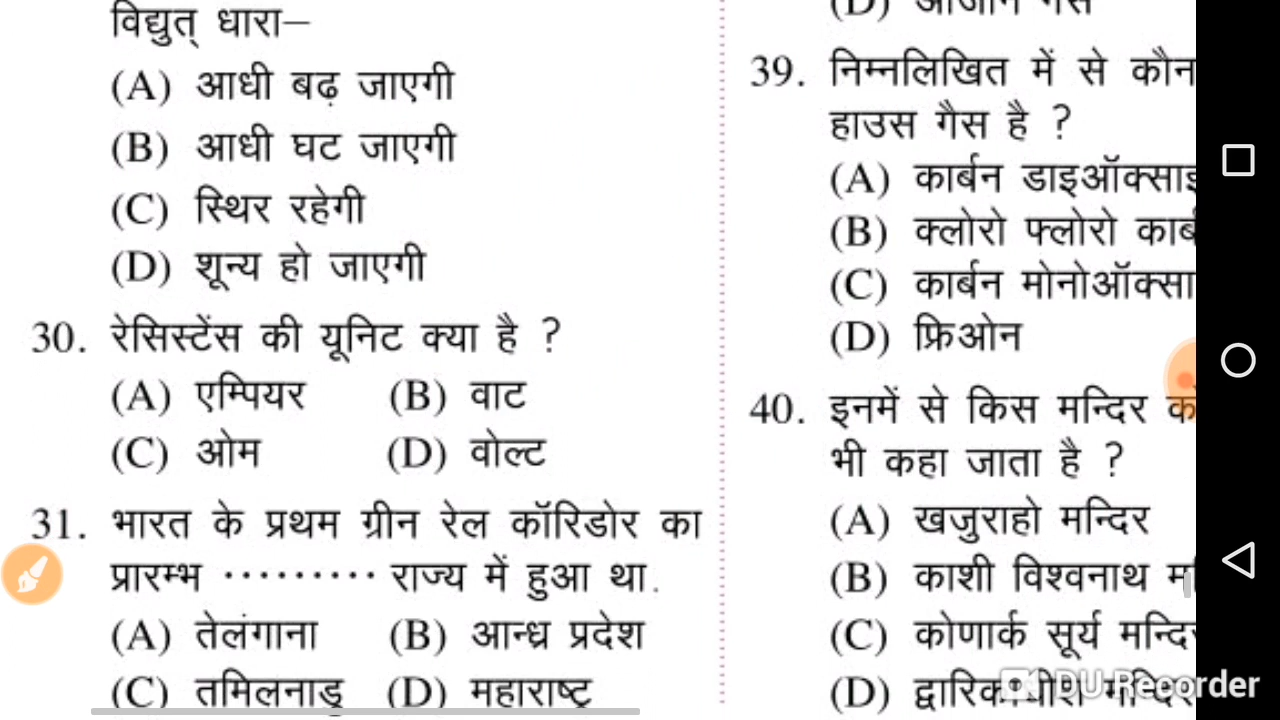 विद्युत् धारा–
(A) आधी बढ़ जाएगी
(B) आधी घट जाएगी
(C) स्थिर रहेगी
(D) शून्य हो जाएगी
30. रेसिस्टेंस की यूनिट क्या है ?
(A) एम्पियर (B) वाट
(C) ओम (D) वोल्ट
31. भारत के प्रथम ग्रीन रेल कॉरिडोर का
प्रारम्भ ········· राज्य में हुआ था.
(A) तेलंगाना (B) आन्ध्र प्रदेश
(C) तमिलनाडू (D) महाराष्ट्र
(D) ओजोन गैस
39. निम्नलिखित में से कौन
हाउस गैस है ?
(A) कार्बन डाइऑक्साइ
(B) क्लोरो फ्लोरो कार्ब
(C) कार्बन मोनोऑक्सा
(D) फ्रिओन
40. इनमें से किस मन्दिर को
भी कहा जाता है ?
(A) खजुराहो मन्दिर
(B) काशी विश्वनाथ म
(C) कोणार्क सूर्य मन्दिर
(D) द्वारिकाधीश मन्दिर
DU Recorder